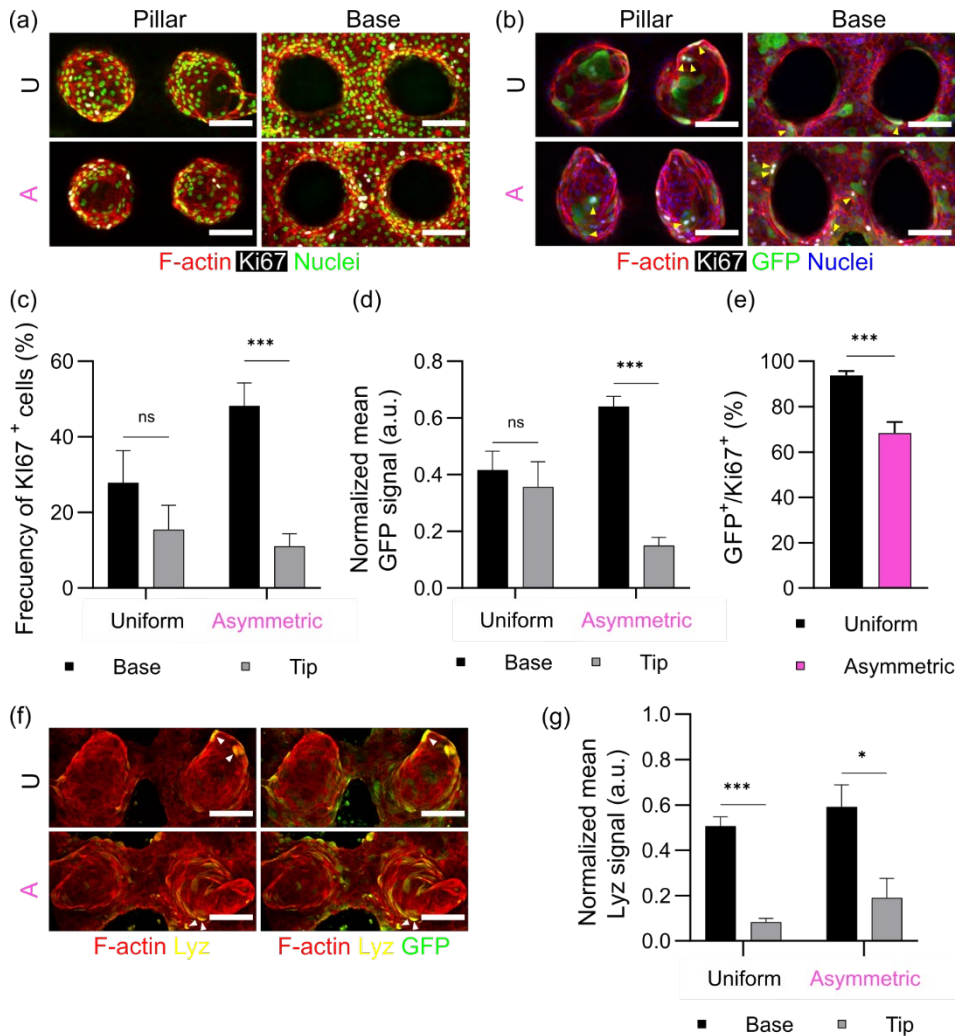 (a)
Pillar
Base
U
A
F-actin Ki67 Nuclei
(b)
Pillar
Base
U
A
F-actin Ki67 GFP Nuclei
(c)
Frecuency of KI67 + cells (%)
60
40
20
0
ns
***
Uniform
Asymmetric
Base
Tip
(d)
Normalized mean
GFP signal (a.u.)
0.8
0.6
0.4
0.2
0.0
ns
***
Uniform
Asymmetric
Base
Tip
(e)
GFP+/Ki67+ (%)
100
80
60
40
20
0
***
Uniform
Asymmetric
(f)
U
A
F-actin Lyz
F-actin Lyz GFP
(g)
Normalized mean
Lyz signal (a.u.)
1.0
0.8
0.6
0.4
0.2
0.0
***
*
Uniform
Asymmetric
Base
Tip